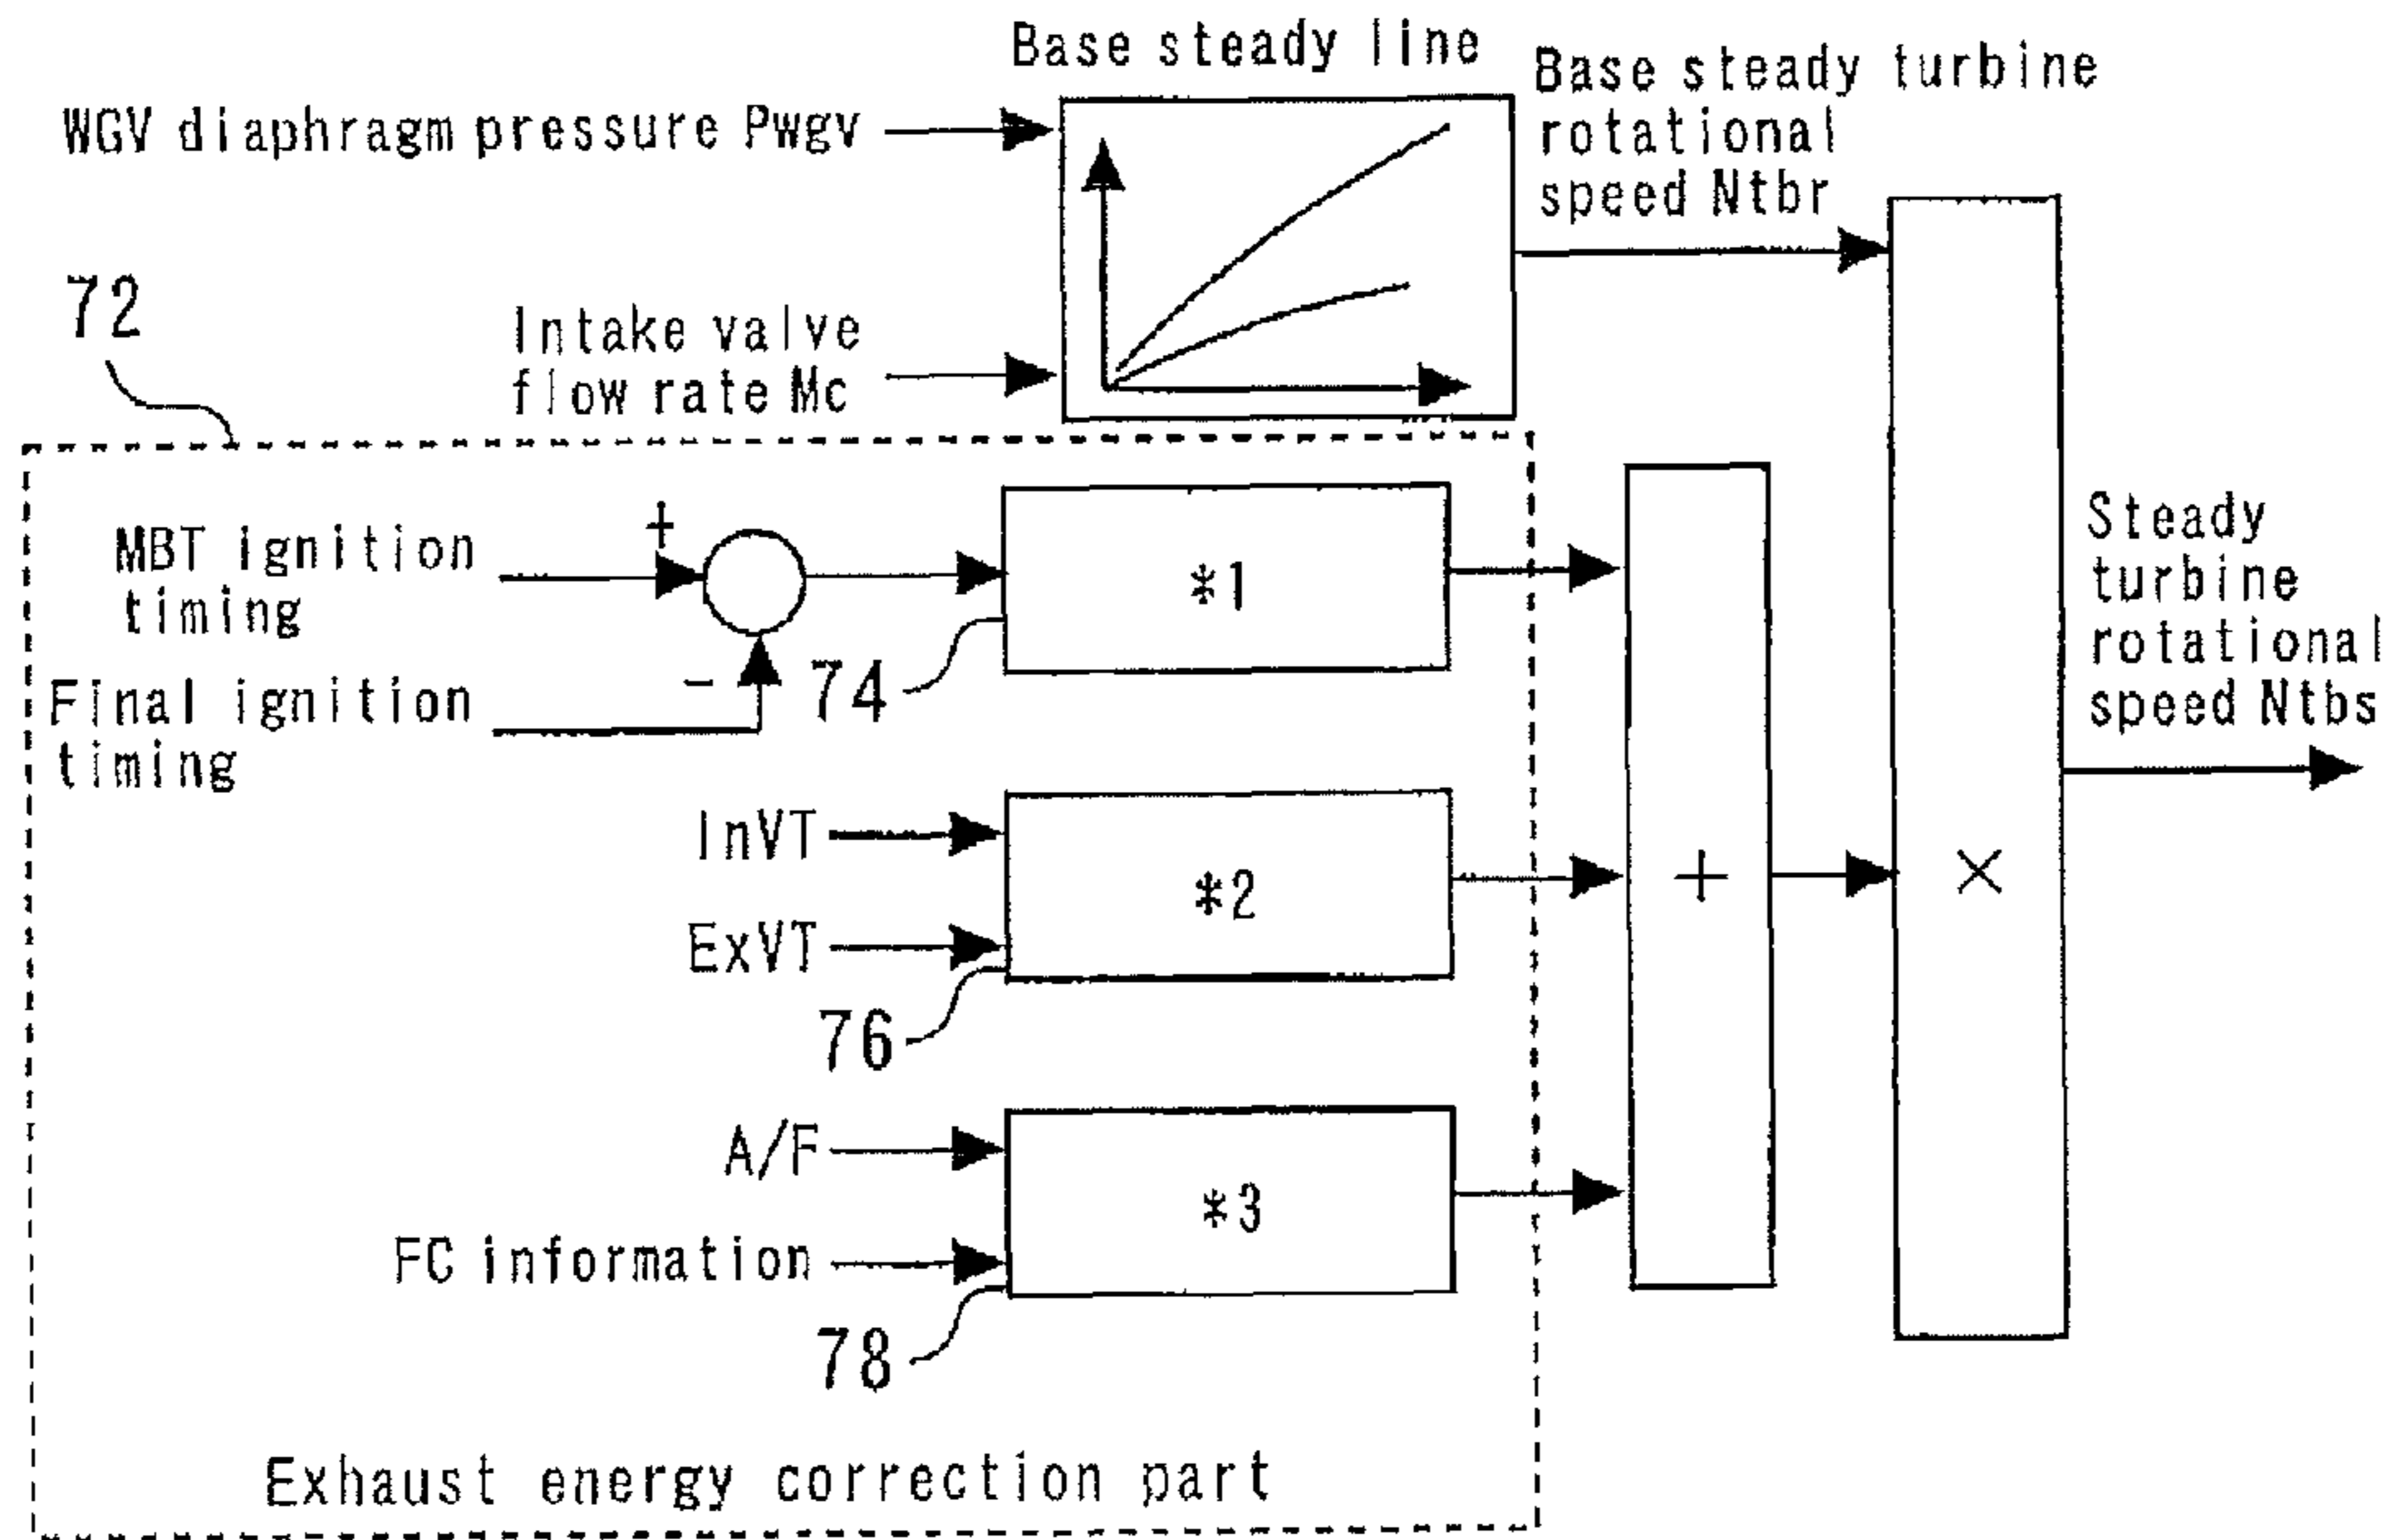 Base steady line
Base steady turbine
rotational
speed Ntbr
WGV diaphragm pressure Pwgv
Intake valve
flow rate Mc
72
MBT ignition
timing
+
-
Final ignition
timing
*1
74
InVT
ExVT
*2
76
A/F
FC information
*3
78
+
×
Steady
turbine
rotational
speed Ntbs
Exhaust energy correction part